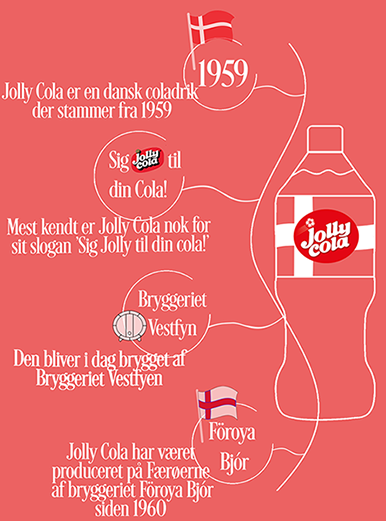 1959
Jolly Cola er en dansk coladrik
der stammer fra 1959
Sig Jolly cola til
din Cola!
Mest kendt er Jolly Cola nok for
sit slogan 'Sig Jolly til din cola!'
Jolly
cola
Bryggeriet
Vestfyn
Den bliver i dag brygget af
Bryggeriet Vestfyen
Föroya
Bjór
Jolly Cola har været
produceret på Færøerne
af bryggeriet Föroya Bjór
siden 1960